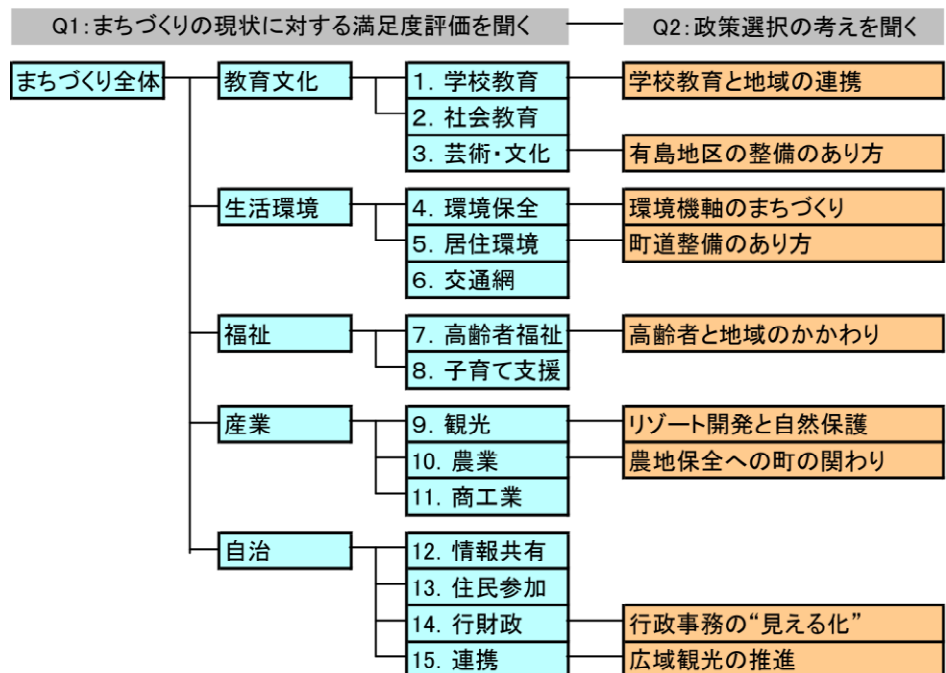 Q1:まちづくりの現状に対する満足度評価を聞く
Q2:政策選択の考えを聞く
まちづくり全体
教育文化
1. 学校教育
学校教育と地域の連携
2. 社会教育
3. 芸術・文化
有島地区の整備のあり方
生活環境
4. 環境保全
環境機軸のまちづくり
5. 居住環境
町道整備のあり方
6. 交通網
福祉
7. 高齢者福祉
高齢者と地域のかかわり
8. 子育て支援
産業
9. 観光
リゾート開発と自然保護
10. 農業
農地保全への町の関わり
11. 商工業
自治
12. 情報共有
13. 住民参加
14. 行財政
行政事務の“見える化”
15. 連携
広域観光の推進